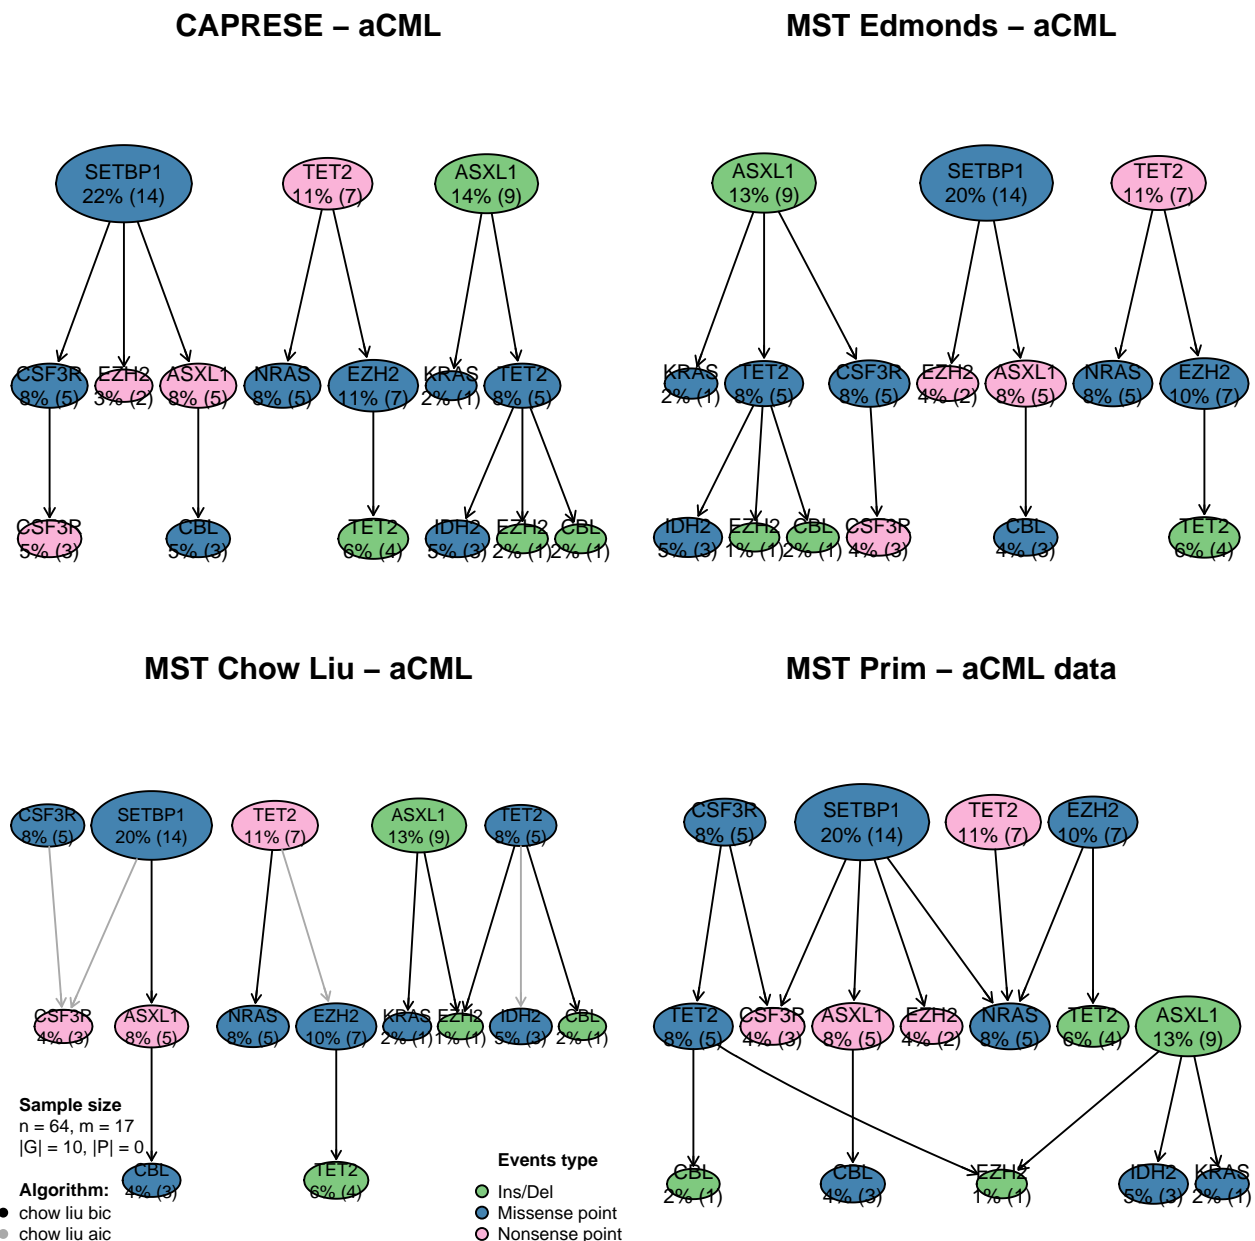 CAPRESE – aCML
SETBP1
22% (14)
TET2
11% (7)
ASXL1
14% (9)
CSF3R
8% (5)
EZH2
3% (2)
ASXL1
8% (5)
NRAS
8% (5)
EZH2
11% (7)
KRAS
2% (1)
TET2
8% (5)
CSF3R
5% (3)
CBL
5% (3)
TET2
6% (4)
IDH2
5% (3)
EZH2
2% (1)
CBL
2% (1)
MST Edmonds – aCML
ASXL1
13% (9)
SETBP1
20% (14)
TET2
11% (7)
KRAS
2% (1)
TET2
8% (5)
CSF3R
8% (5)
EZH2
4% (2)
ASXL1
8% (5)
NRAS
8% (5)
EZH2
10% (7)
IDH2
5% (3)
EZH2
1% (1)
CBL
2% (1)
CSF3R
4% (3)
CBL
4% (3)
TET2
6% (4)
MST Chow Liu – aCML
CSF3R
8% (5)
SETBP1
20% (14)
TET2
11% (7)
ASXL1
13% (9)
TET2
8% (5)
CSF3R
4% (3)
ASXL1
8% (5)
NRAS
8% (5)
EZH2
10% (7)
KRAS
2% (1)
EZH2
1% (1)
IDH2
5% (3)
CBL
2% (1)
CBL
4% (3)
TET2
6% (4)
Sample size
n = 64, m = 17
|G| = 10, |P| = 0
Algorithm:
chow liu bic
chow liu aic
Events type
Ins/Del
Missense point
Nonsense point
MST Prim – aCML data
CSF3R
8% (5)
SETBP1
20% (14)
TET2
11% (7)
EZH2
10% (7)
TET2
8% (5)
CSF3R
4% (3)
ASXL1
8% (5)
EZH2
4% (2)
NRAS
8% (5)
TET2
6% (4)
ASXL1
13% (9)
CBL
2% (1)
CBL
4% (3)
EZH2
1% (1)
IDH2
5% (3)
KRAS
2% (1)